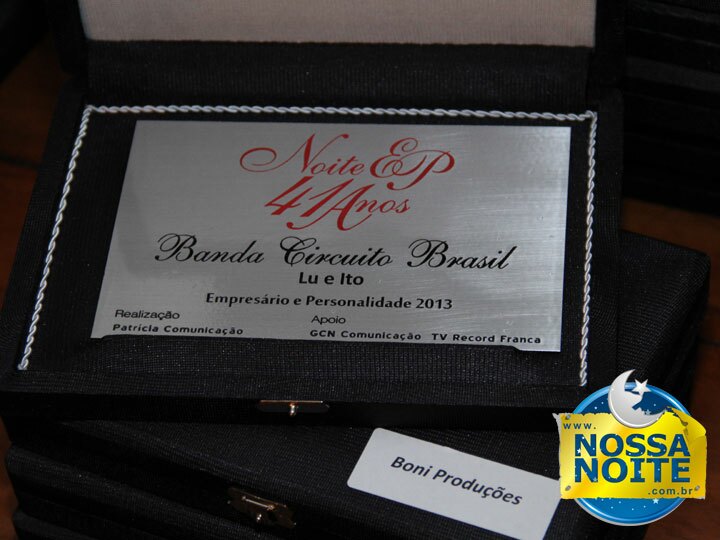 Noite E&P
41 Anos
Banda Circuito Brasil
Lu e Ito
Empresário e Personalidade 2013
Realização
Patrícia Comunicação
Apoio
GCN Comunicação TV Record Franca
Boni Produções
www.
NOSSA
NOITE
.com.br